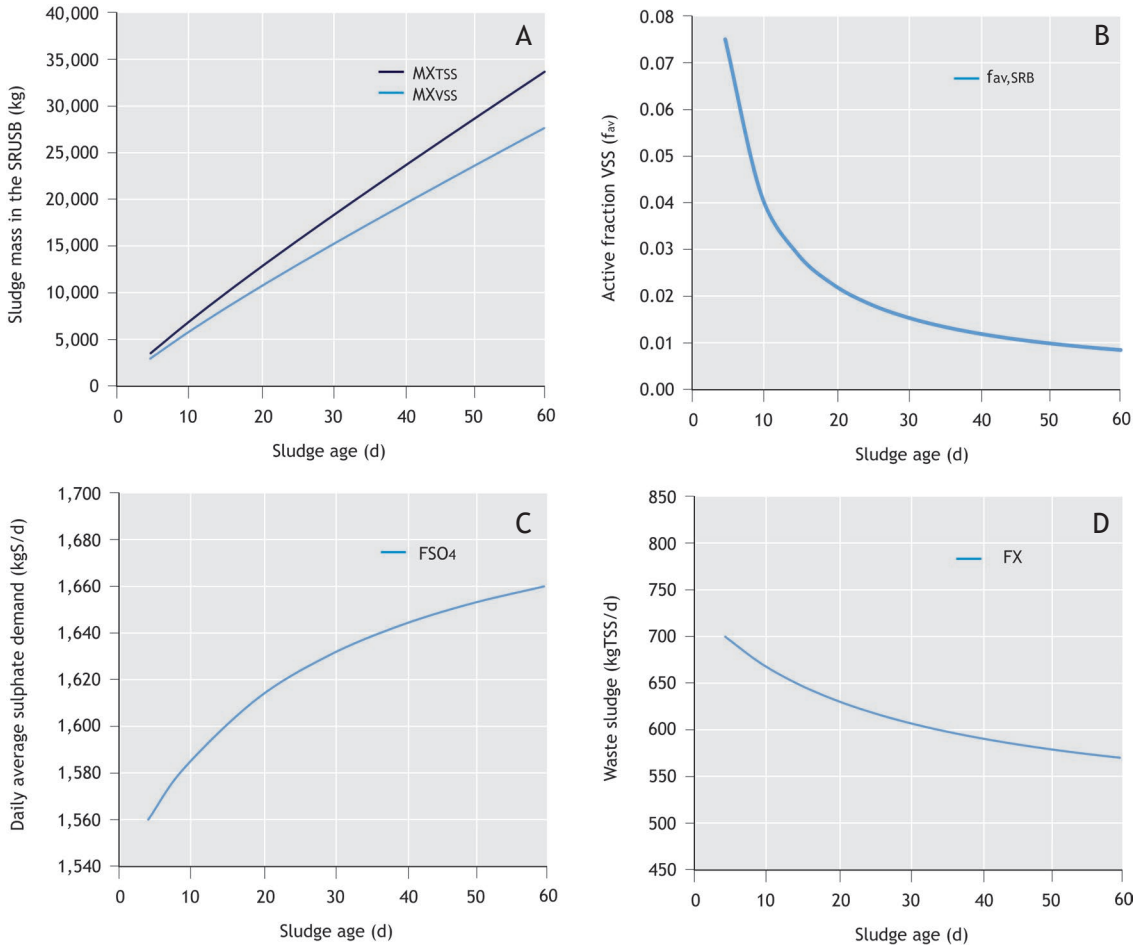 A
40,000
35,000
30,000
25,000
20,000
15,000
10,000
5,000
0
Sludge mass in the SRUSB (kg)
MXTSS
MXVSS
0 10 20 30 40 50 60
Sludge age (d)
B
0.08
0.07
0.06
0.05
0.04
0.03
0.02
0.01
0.00
Active fraction VSS (fav)
fav,SRB
0 10 20 30 40 50 60
Sludge age (d)
C
1,700
1,680
1,660
1,640
1,620
1,600
1,580
1,560
1,540
Daily average sulphate demand (kgS/d)
FSO4
0 10 20 30 40 50 60
Sludge age (d)
D
850
800
750
700
650
600
550
500
450
Waste sludge (kgTSS/d)
FX
0 10 20 30 40 50 60
Sludge age (d)